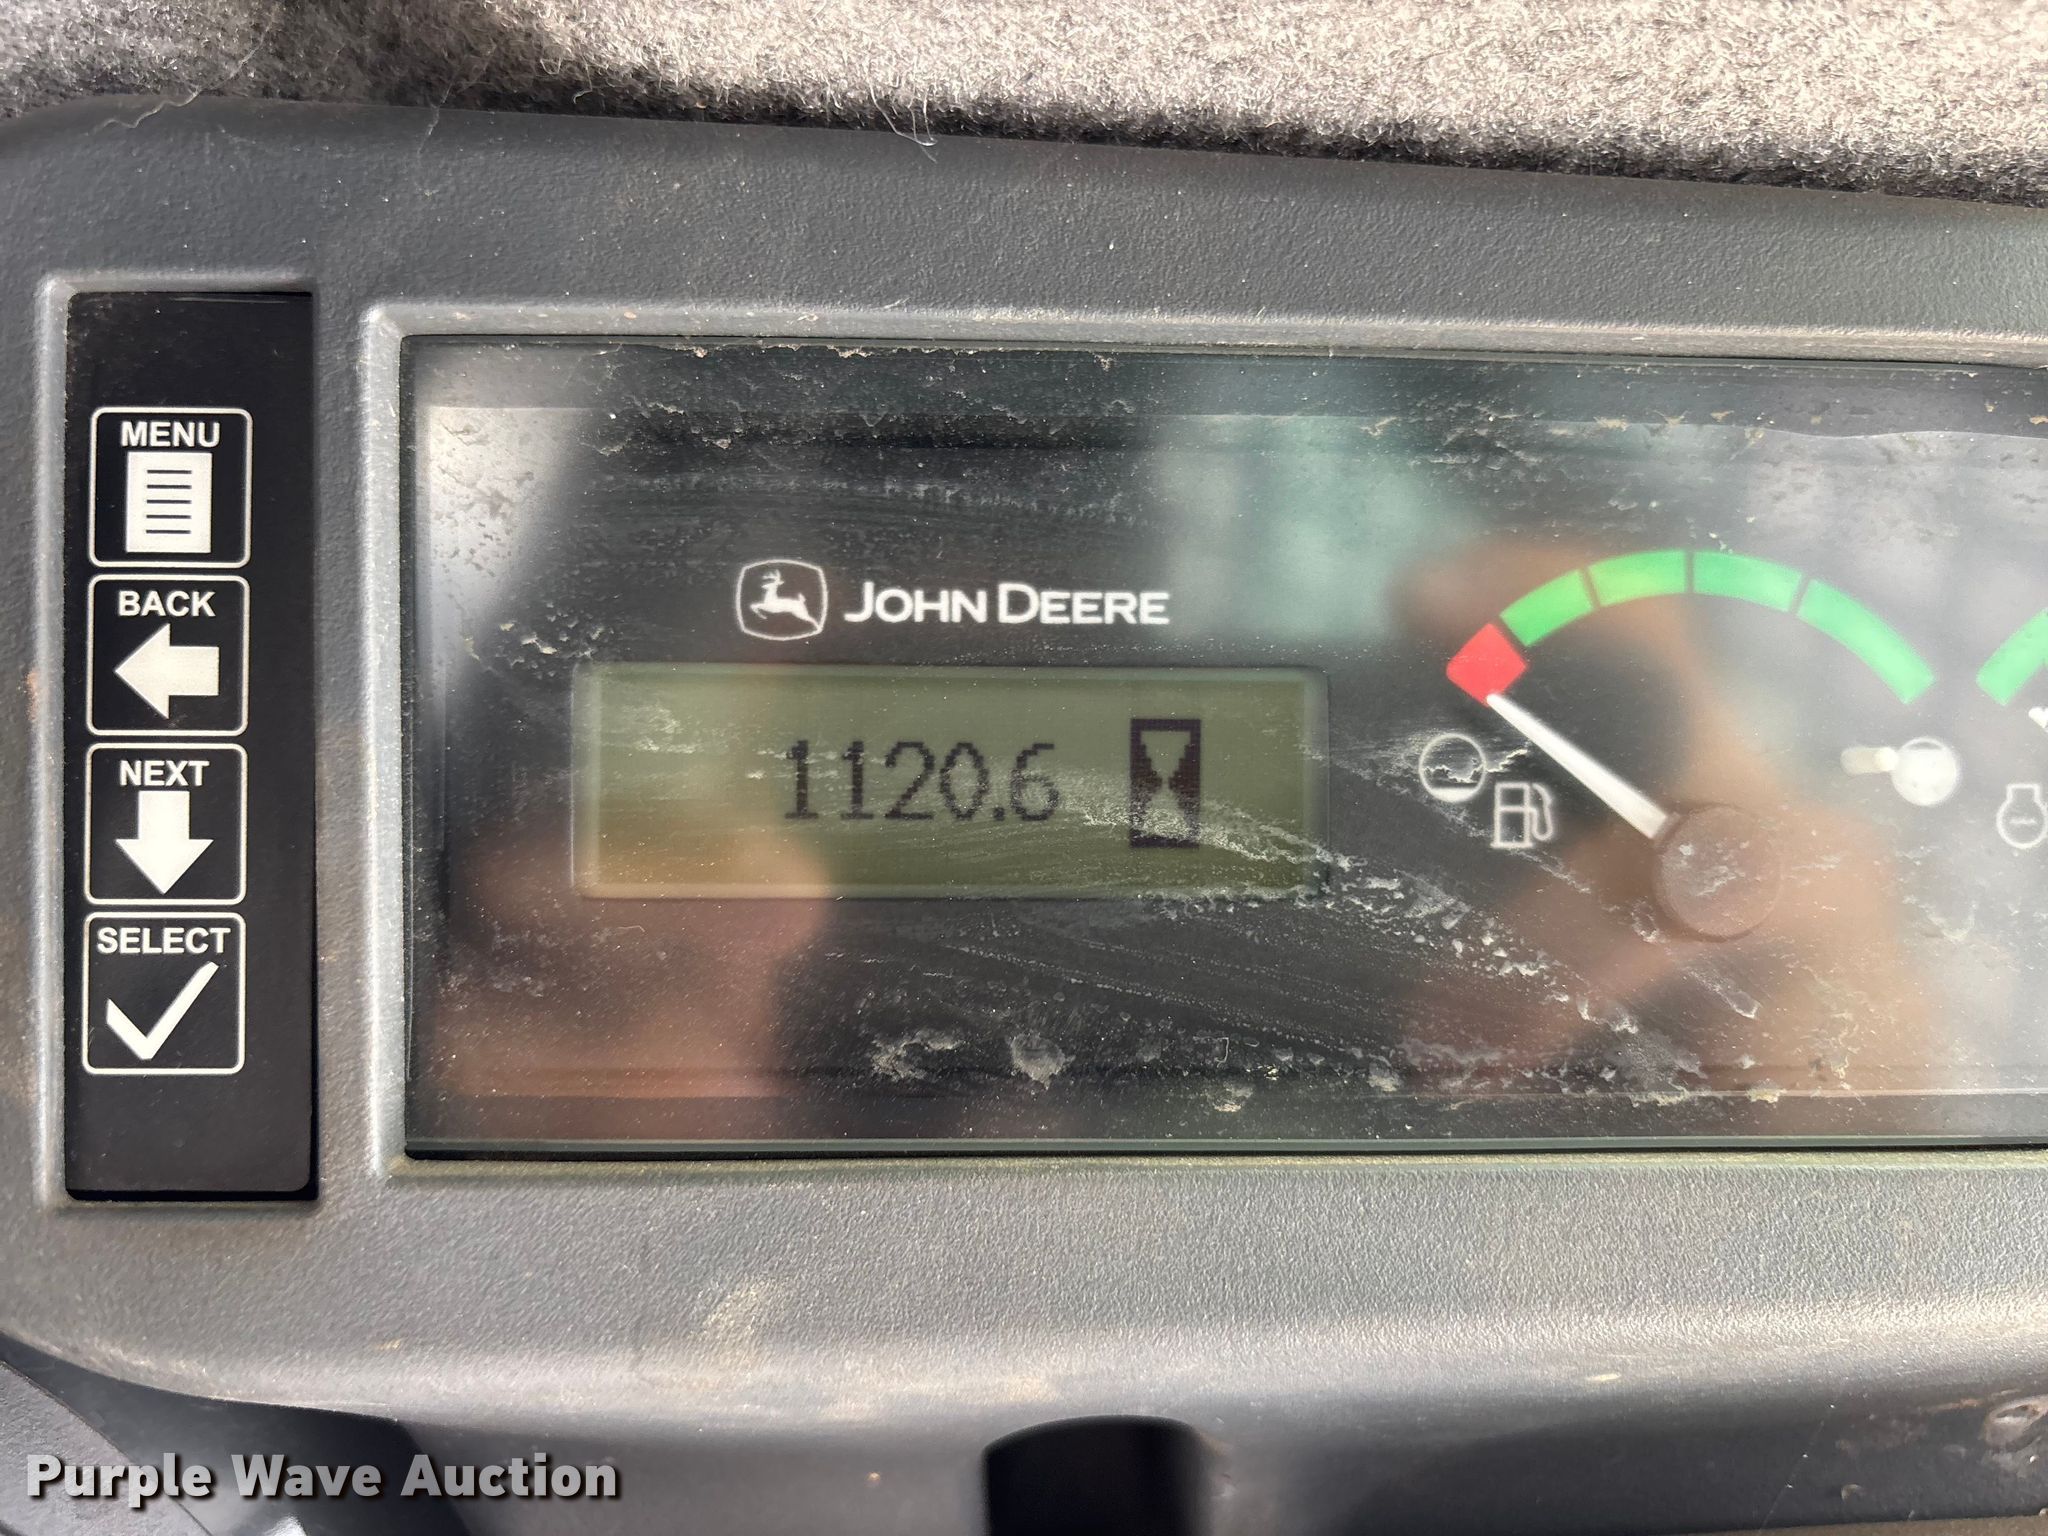 MENU
BACK
NEXT
SELECT
JOHN DEERE
1120.6
Purple Wave Auction